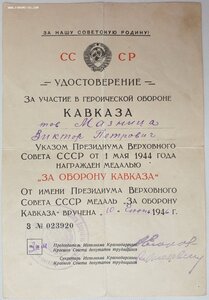 ЗА НАШУ СОВЕТСКУЮ РОДИНУ!
СС СР
УДОСТОВЕРЕНИЕ
ЗА УЧАСТИЕ В ГЕРОИЧЕСКОЙ ОБОРОНЕ
КАВКАЗА
тов Мазница
Виктор Петрович
Указом Президиума Верховного
Совета СССР от 1 мая 1944 года
НАГРАЖДЕН МЕДАЛЬЮ
"ЗА ОБОРОНУ КАВКАЗА"
От имени Президиума Верховного
Совета СССР медаль „За оборону
Кавказа" вручена 10 194 г.
З № 023920
Председатель Исполкома Краснодарского
Краевого Совета депутатов трудящихся
Секретарь Исполкома Краснодарского
Краевого Совета депутатов трудящихся